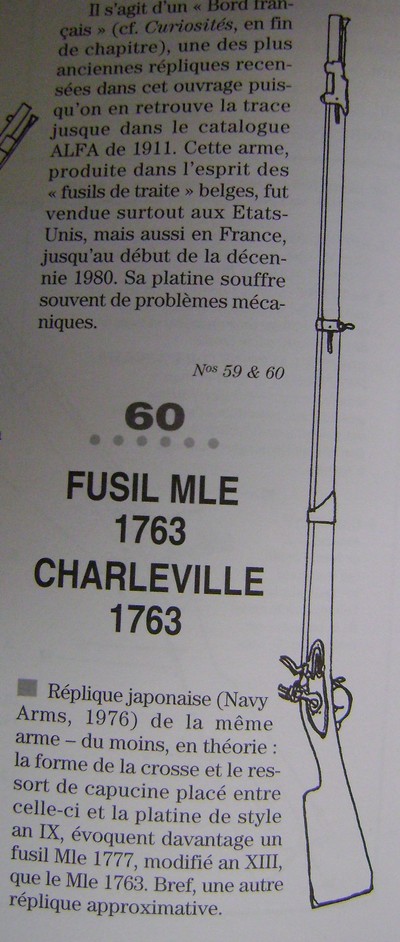 Il s'agit d'un « Bord fran-
çais » (cf. Curiosités, en fin
de chapitre), une des plus
anciennes répliques recen-
sées dans cet ouvrage puis-
qu'on en retrouve la trace
jusque dans le catalogue
ALFA de 1911. Cette arme,
produite dans l'esprit des
« fusils de traite » belges, fut
vendue surtout aux Etats-
Unis, mais aussi en France,
jusqu'au début de la décen-
nie 1980. Sa platine souffre
souvent de problèmes méca-
niques.
Nos 59 & 60
60
FUSIL MLE
1763
CHARLEVILLE
1763
Réplique japonaise (Navy
Arms, 1976) de la même
arme – du moins, en théorie :
la forme de la crosse et le res-
sort de capucine placé entre
celle-ci et la platine de style
an IX, évoquent davantage un
fusil Mle 1777, modifié an XIII,
que le Mle 1763. Bref, une autre
réplique approximative.